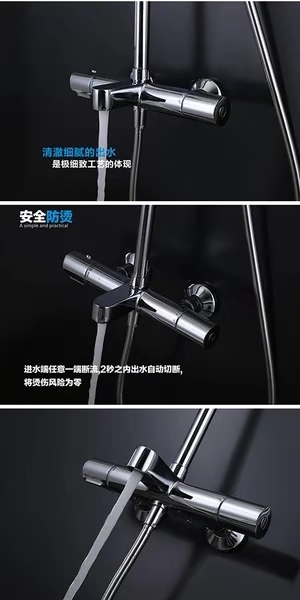 清澈细腻的出水
是极细致工艺的体现
安全防烫
A simple and practical
进水端任意一端断流,2秒之内出水自动切断,
将烫伤风险为零